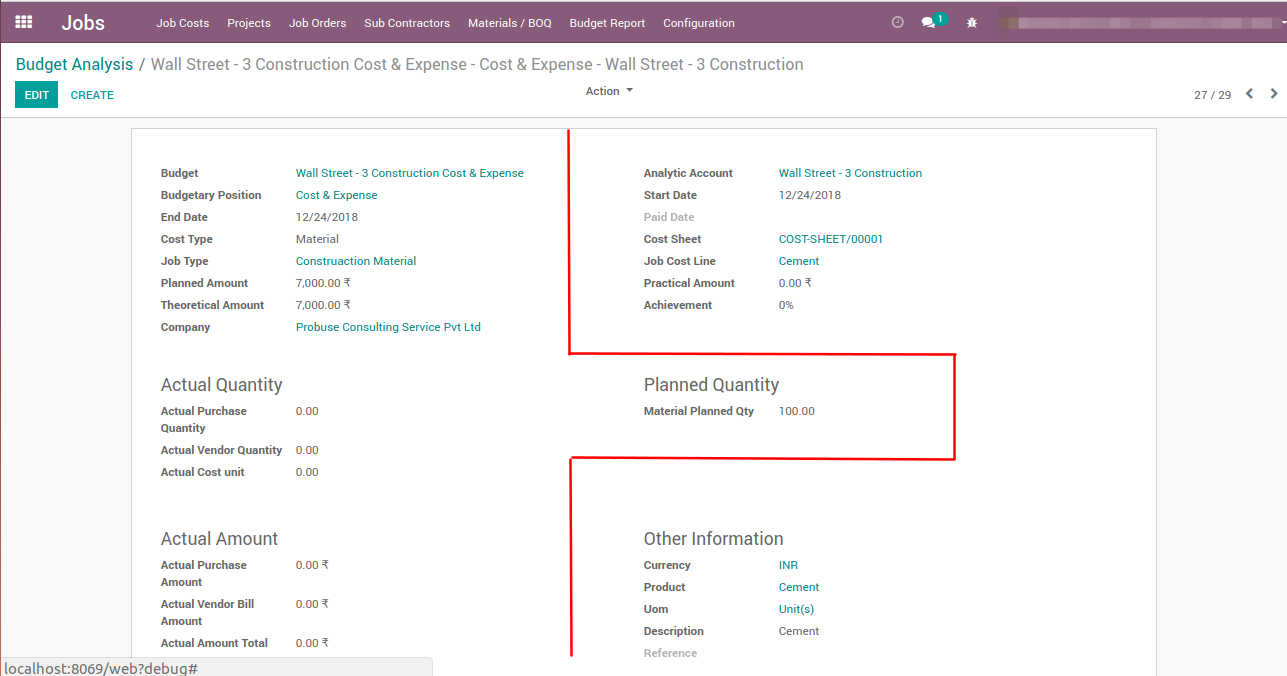 Jobs Job Costs Projects Job Orders Sub Contractors Materials / BOQ Budget Report Configuration 1
Budget Analysis / Wall Street - 3 Construction Cost & Expense - Cost & Expense - Wall Street - 3 Construction
EDIT CREATE Action 27 / 29
Budget Wall Street - 3 Construction Cost & Expense
Budgetary Position Cost & Expense
End Date 12/24/2018
Cost Type Material
Job Type Construaction Material
Planned Amount 7,000.00 ₹
Theoretical Amount 7,000.00 ₹
Company Probuse Consulting Service Pvt Ltd
Analytic Account Wall Street - 3 Construction
Start Date 12/24/2018
Paid Date
Cost Sheet COST-SHEET/00001
Job Cost Line Cement
Practical Amount 0.00 ₹
Achievement 0%
Actual Quantity
Actual Purchase 0.00
Quantity
Actual Vendor Quantity 0.00
Actual Cost unit 0.00
Planned Quantity
Material Planned Qty 100.00
Actual Amount
Actual Purchase 0.00 ₹
Amount
Actual Vendor Bill 0.00 ₹
Amount
Actual Amount Total 0.00 ₹
Other Information
Currency INR
Product Cement
Uom Unit(s)
Description Cement
Reference
localhost:8069/web?debug#